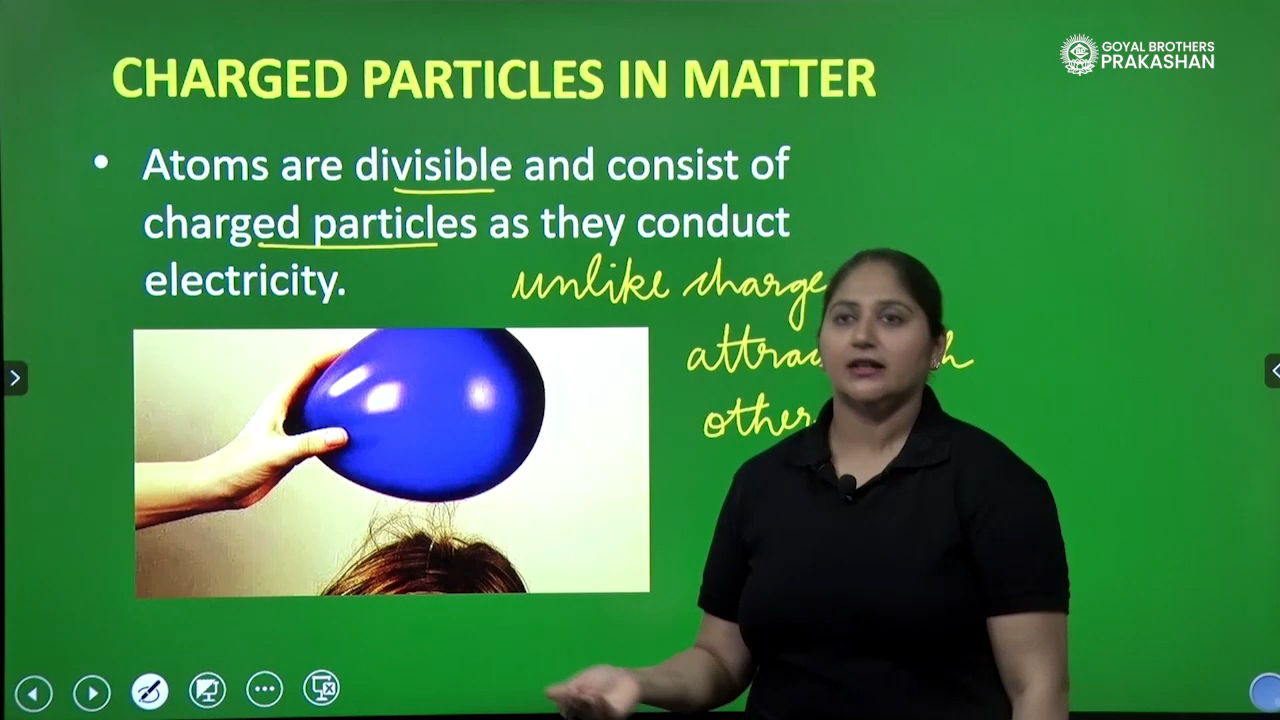 GOYAL BROTHERS
PRAKASHAN
CHARGED PARTICLES IN MATTER
• Atoms are divisible and consist of
charged particles as they conduct
electricity.
unlike charge
other